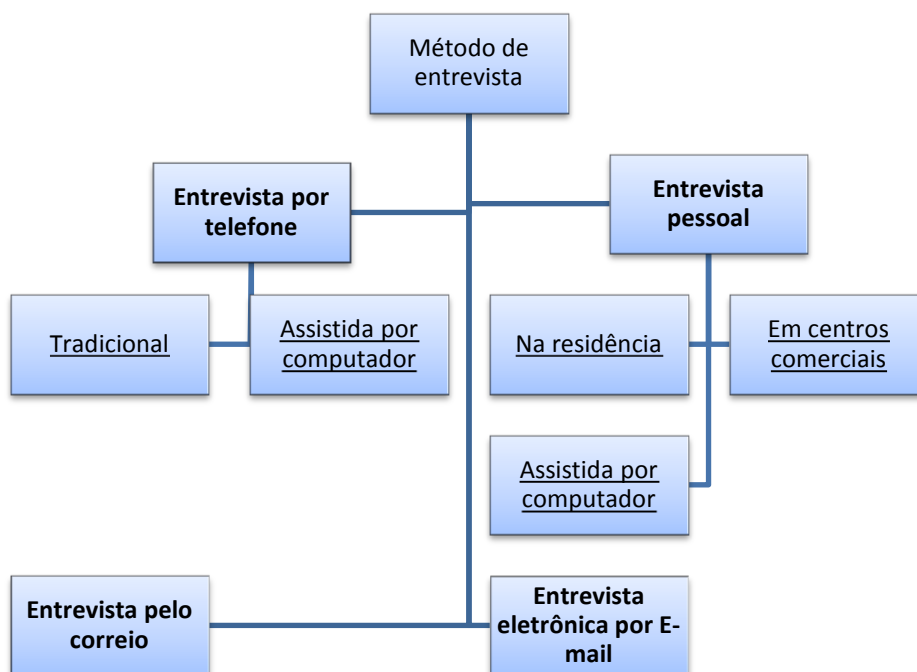 Método de
entrevista
Entrevista por
telefone
Entrevista
pessoal
Tradicional
Assistida por
computador
Na residência
Em centros
comerciais
Assistida por
computador
Entrevista pelo
correio
Entrevista
eletrônica por E-
mail